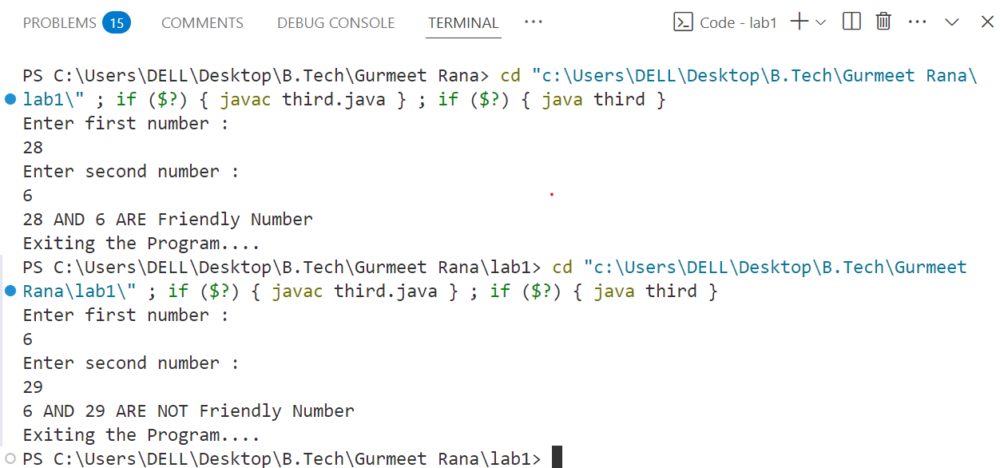 PROBLEMS 15 COMMENTS DEBUG CONSOLE TERMINAL ··· Code - lab1 ···
PS C:\Users\DELL\Desktop\B.Tech\Gurmeet Rana> cd "c:\Users\DELL\Desktop\B.Tech\Gurmeet Rana\
lab1\" ; if ($?) { javac third.java } ; if ($?) { java third }
Enter first number :
28
Enter second number :
6
28 AND 6 ARE Friendly Number
Exiting the Program....
PS C:\Users\DELL\Desktop\B.Tech\Gurmeet Rana\lab1> cd "c:\Users\DELL\Desktop\B.Tech\Gurmeet
Rana\lab1\" ; if ($?) { javac third.java } ; if ($?) { java third }
Enter first number :
6
Enter second number :
29
6 AND 29 ARE NOT Friendly Number
Exiting the Program....
PS C:\Users\DELL\Desktop\B.Tech\Gurmeet Rana\lab1>